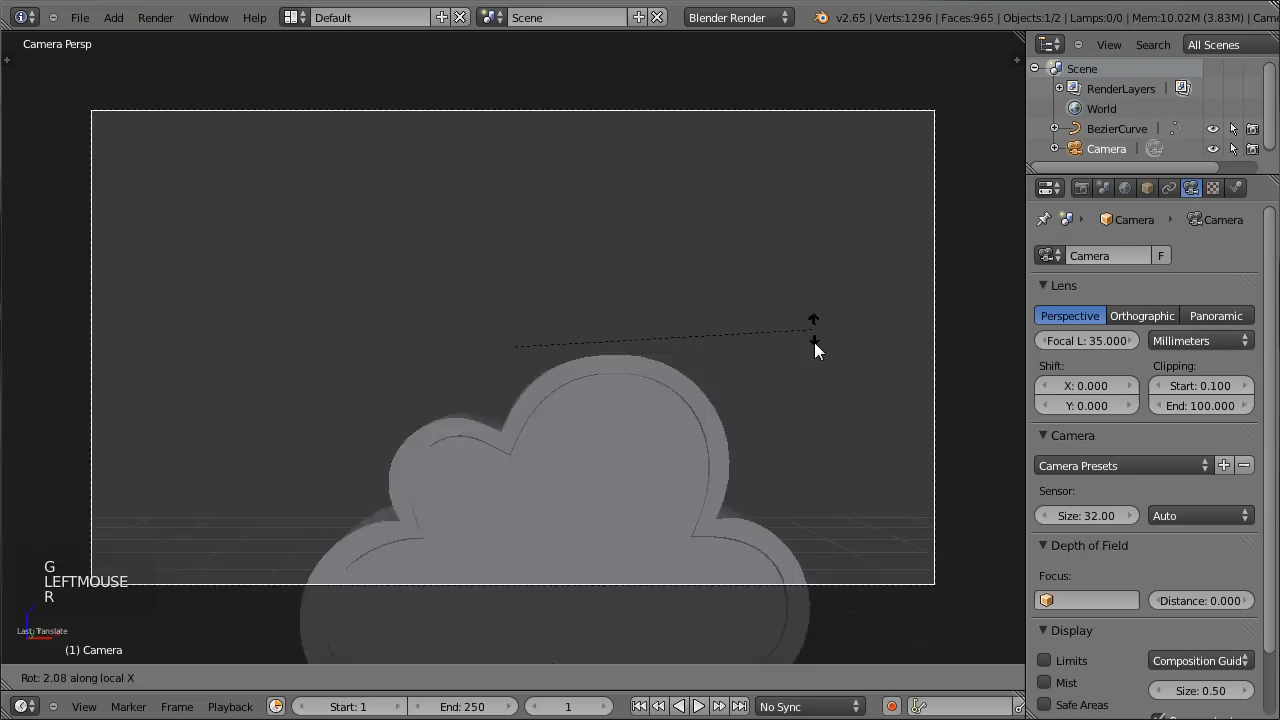 File Add Render Window Help Default Scene Blender Render v2.65 | Verts:1296 | Faces:965 | Objects:1/2 | Lamps:0/0 | Mem:10.02M (3.83M) | Came
Camera Persp
View Search All Scenes
Scene
RenderLayers
World
BezierCurve
Camera
Camera Camera
Camera F
Lens
Perspective Orthographic Panoramic
Focal L: 35.000 Millimeters
Shift: Clipping:
X: 0.000 Start: 0.100
Y: 0.000 End: 100.000
Camera
Camera Presets
Sensor:
Size: 32.00 Auto
Depth of Field
Focus:
Distance: 0.000
Display
Limits Composition Guid
Mist Size: 0.50
Safe Areas
G
LEFTMOUSE
R
Last: Translate
(1) Camera
Rot: 2.08 along local X
View Marker Frame Playback Start: 1 End: 250 1 No Sync